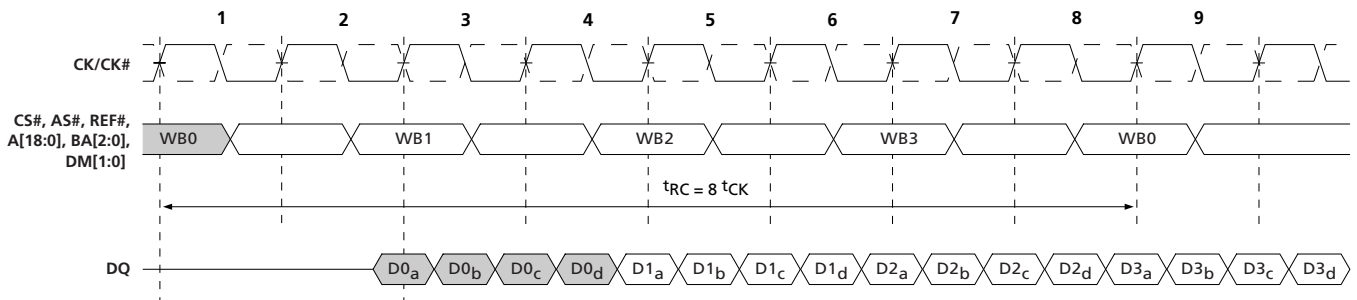 1 2 3 4 5 6 7 8 9
CK/CK#
CS#, AS#, REF#,
A[18:0], BA[2:0],
DM[1:0]
WB0 WB1 WB2 WB3 WB0
tRC = 8 tCK
DQ D0a D0b D0c D0d D1a D1b D1c D1d D2a D2b D2c D2d D3a D3b D3c D3d